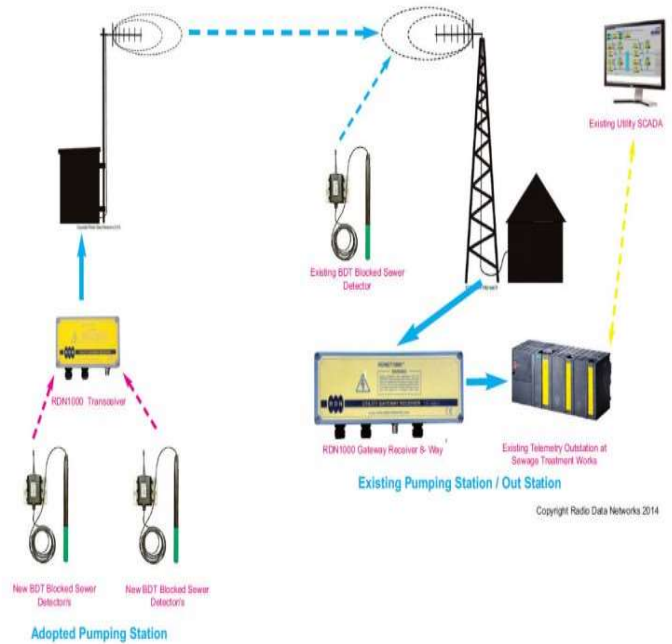 Existing Utility SCADA
Existing BDT Blocked Sewer
Detector
RDN1000 Transceiver
RDN1000 Gateway Receiver 8- Way
Existing Telemetry Outstation at
Sewage Treatment Works
Existing Pumping Station / Out Station
Copyright Radio Data Networks 2014
New BDT Blocked Sewer
Detector's
New BDT Blocked Sewer
Detector's
Adopted Pumping Station